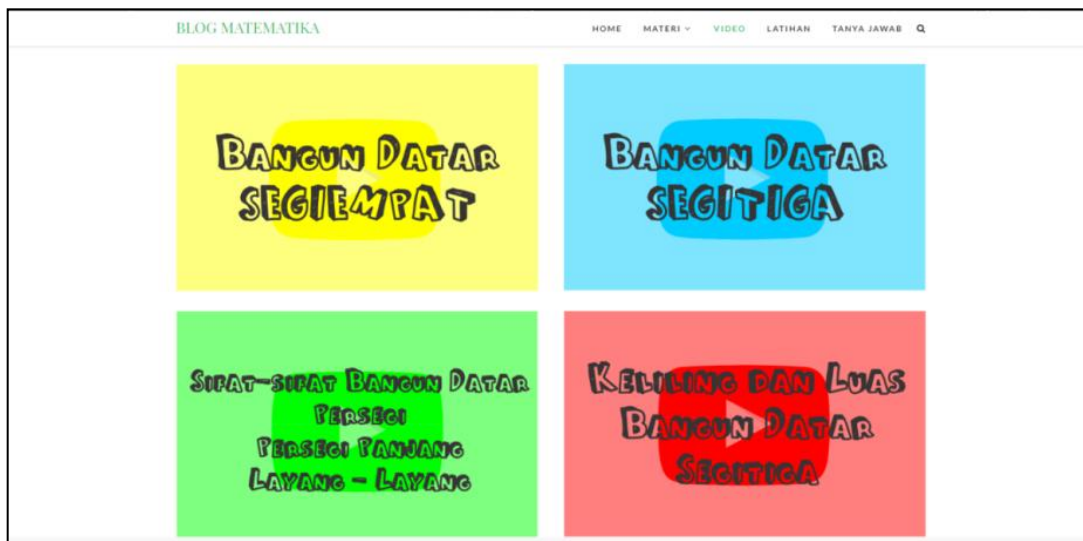 BLOG MATEMATIKA
HOME MATERI VIDEO LATIHAN TANYA JAWAB
BANGUN DATAR
SEGIEMPAT
BANGUN DATAR
SEGITIGA
SIFAT-SIFAT BANGUN DATAR
PERSEGI
PERSEGI PANJANG
LAYANG - LAYANG
KELILING DAN LUAS
BANGUN DATAR
SEGITIGA